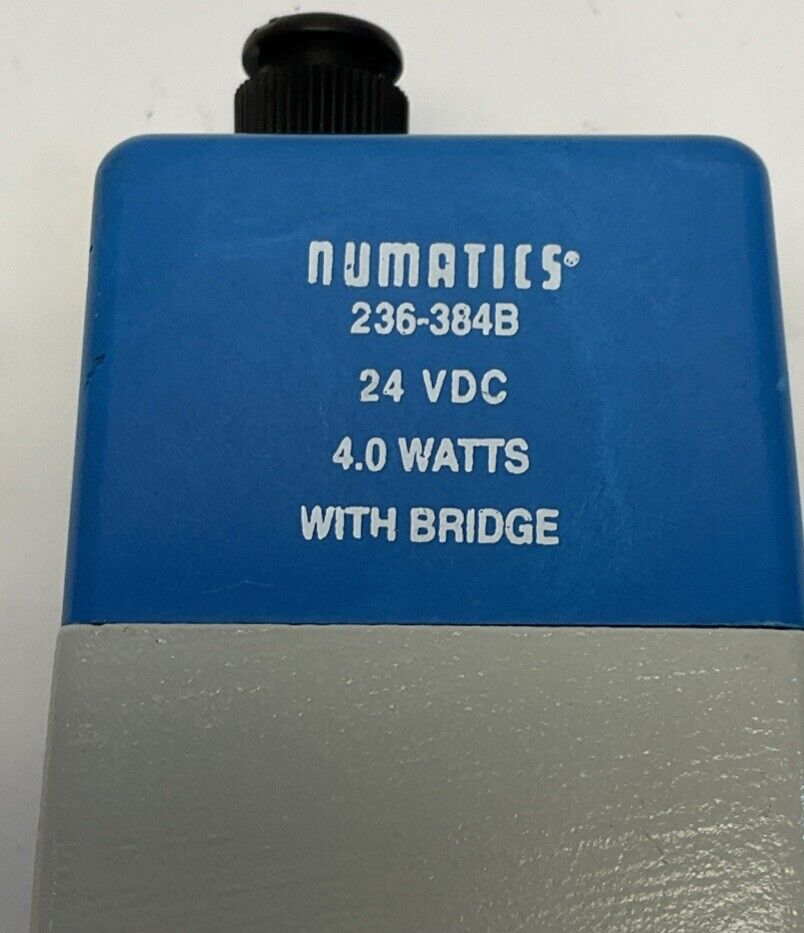 NUMATICS®
236-384B
24 VDC
4.0 WATTS
WITH BRIDGE